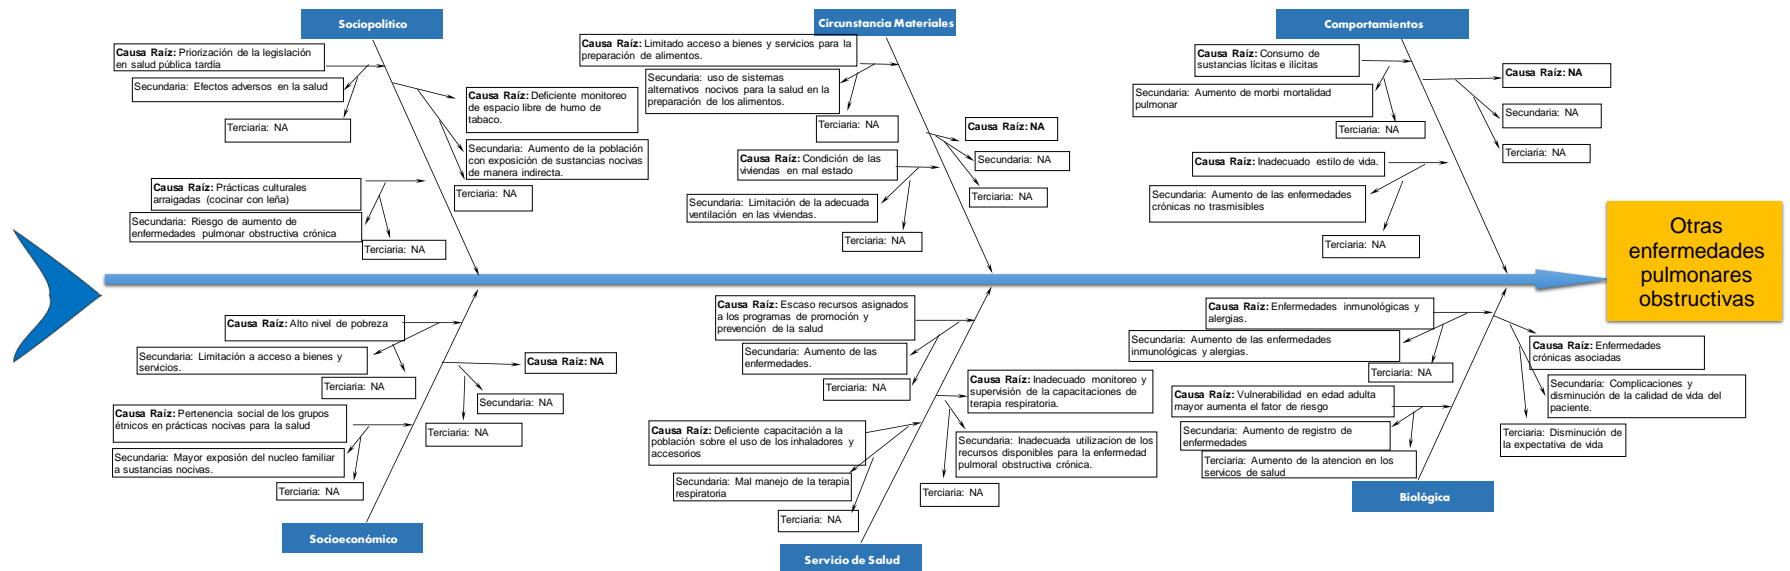 Sociopolítico
Causa Raíz: Priorización de la legislación
en salud pública tardía
Secundaria: Efectos adversos en la salud
Terciaria: NA
Causa Raíz: Deficiente monitoreo
de espacio libre de humo de
tabaco.
Secundaria: Aumento de la población
con exposición de sustancias nocivas
de manera indirecta.
Terciaria: NA
Causa Raíz: Prácticas culturales
arraigadas (cocinar con leña)
Secundaria: Riesgo de aumento de
enfermedades pulmonar obstructiva crónica
Terciaria: NA
Circunstancia Materiales
Causa Raíz: Limitado acceso a bienes y servicios para la
preparación de alimentos.
Secundaria: uso de sistemas
alternativos nocivos para la salud en la
preparación de los alimentos.
Terciaria: NA
Causa Raíz: NA
Secundaria: NA
Terciaria: NA
Causa Raíz: Condición de las
viviendas en mal estado
Secundaria: Limitación de la adecuada
ventilación en las viviendas.
Terciaria: NA
Comportamientos
Causa Raíz: Consumo de
sustancias lícitas e ilícitas
Secundaria: Aumento de morbi mortalidad
pulmonar
Terciaria: NA
Causa Raíz: NA
Secundaria: NA
Terciaria: NA
Causa Raíz: Inadecuado estilo de vida.
Secundaria: Aumento de las enfermedades
crónicas no trasmisibles
Terciaria: NA
Otras
enfermedades
pulmonares
obstructivas
Causa Raíz: Alto nivel de pobreza
Secundaria: Limitación a acceso a bienes y
servicios.
Terciaria: NA
Causa Raíz: NA
Secundaria: NA
Terciaria: NA
Causa Raíz: Pertenencia social de los grupos
étnicos en prácticas nocivas para la salud
Secundaria: Mayor exposión del nucleo familiar
a sustancias nocivas.
Terciaria: NA
Socioeconómico
Causa Raíz: Escaso recursos asignados
a los programas de promoción y
prevención de la salud
Secundaria: Aumento de las
enfermedades.
Terciaria: NA
Causa Raíz: Inadecuado monitoreo y
supervisión de la capacitaciones de
terapia respiratoria.
Secundaria: Inadecuada utilizacion de los
recursos disponibles para la enfermedad
pulmoral obstructiva crónica.
Terciaria: NA
Causa Raíz: Deficiente capacitación a la
población sobre el uso de los inhaladores y
accesorios
Secundaria: Mal manejo de la terapia
respiratoria
Terciaria: NA
Servicio de Salud
Causa Raíz: Enfermedades inmunológicas y
alergias.
Secundaria: Aumento de las enfermedades
inmunológicas y alergias.
Terciaria: NA
Causa Raíz: Enfermedades
crónicas asociadas
Secundaria: Complicaciones y
disminución de la calidad de vida del
paciente.
Terciaria: Disminución de
la expectativa de vida
Causa Raíz: Vulnerabilidad en edad adulta
mayor aumenta el fator de riesgo
Secundaria: Aumento de registro de
enfermedades
Terciaria: Aumento de la atencion en los
servicos de salud
Biológica